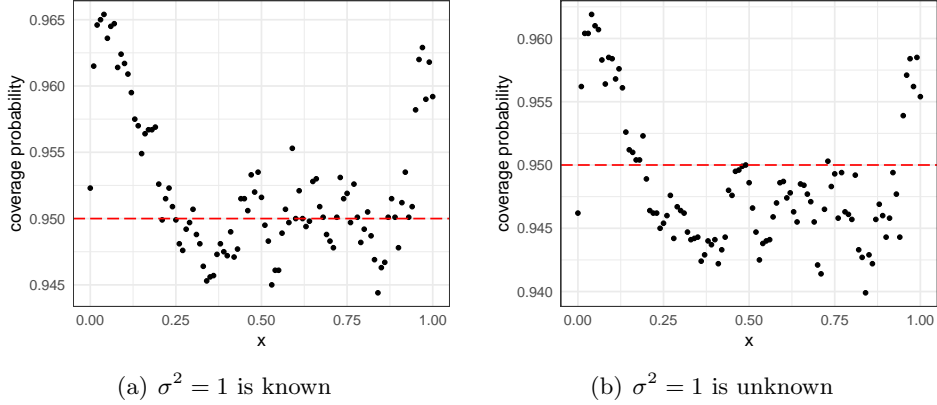 0.965
0.960
0.955
0.950
0.945
coverage probability
0.00 0.25 0.50 0.75 1.00
x
(a) σ² = 1 is known
0.960
0.955
0.950
0.945
0.940
coverage probability
0.00 0.25 0.50 0.75 1.00
x
(b) σ² = 1 is unknown